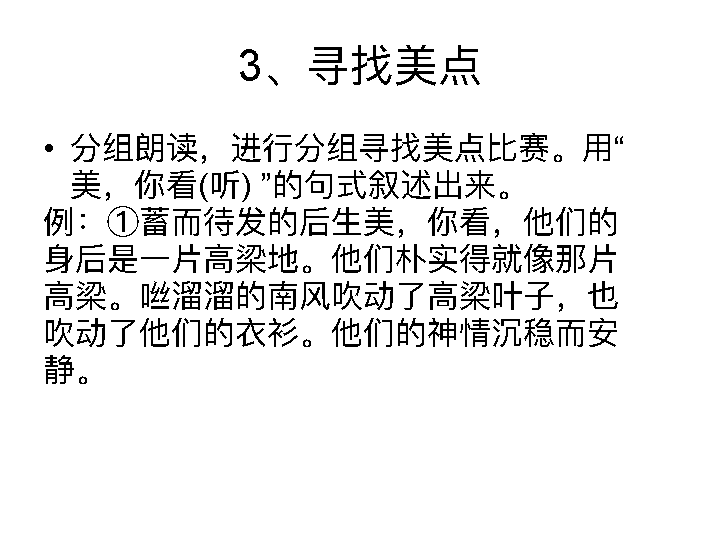 3、寻找美点
• 分组朗读，进行分组寻找美点比赛。用“
美，你看(听) ”的句式叙述出来。
例：①蓄而待发的后生美，你看，他们的
身后是一片高梁地。他们朴实得就像那片
高梁。咝溜溜的南风吹动了高梁叶子，也
吹动了他们的衣衫。他们的神情沉稳而安
静。